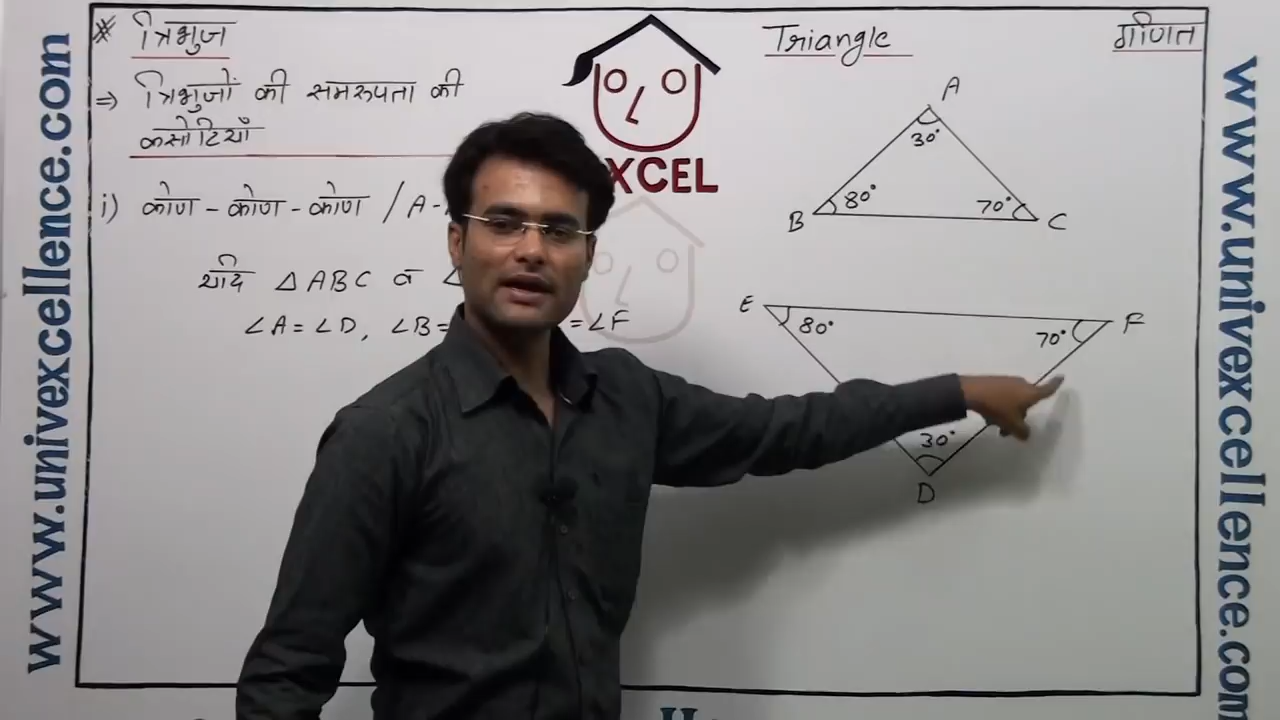 * त्रिभुज
Triangle
गणित
⇒ त्रिभुजों की समरूपता की
कसोटियाँ
EXCEL
i) कोण - कोण - कोण / A -
यदि △ABC व △
∠A = ∠D, ∠B = = ∠F
A
30°
B 80° 70° C
E 80° 70° F
30°
D
www.univexcellence.com
www.univexcellence.com